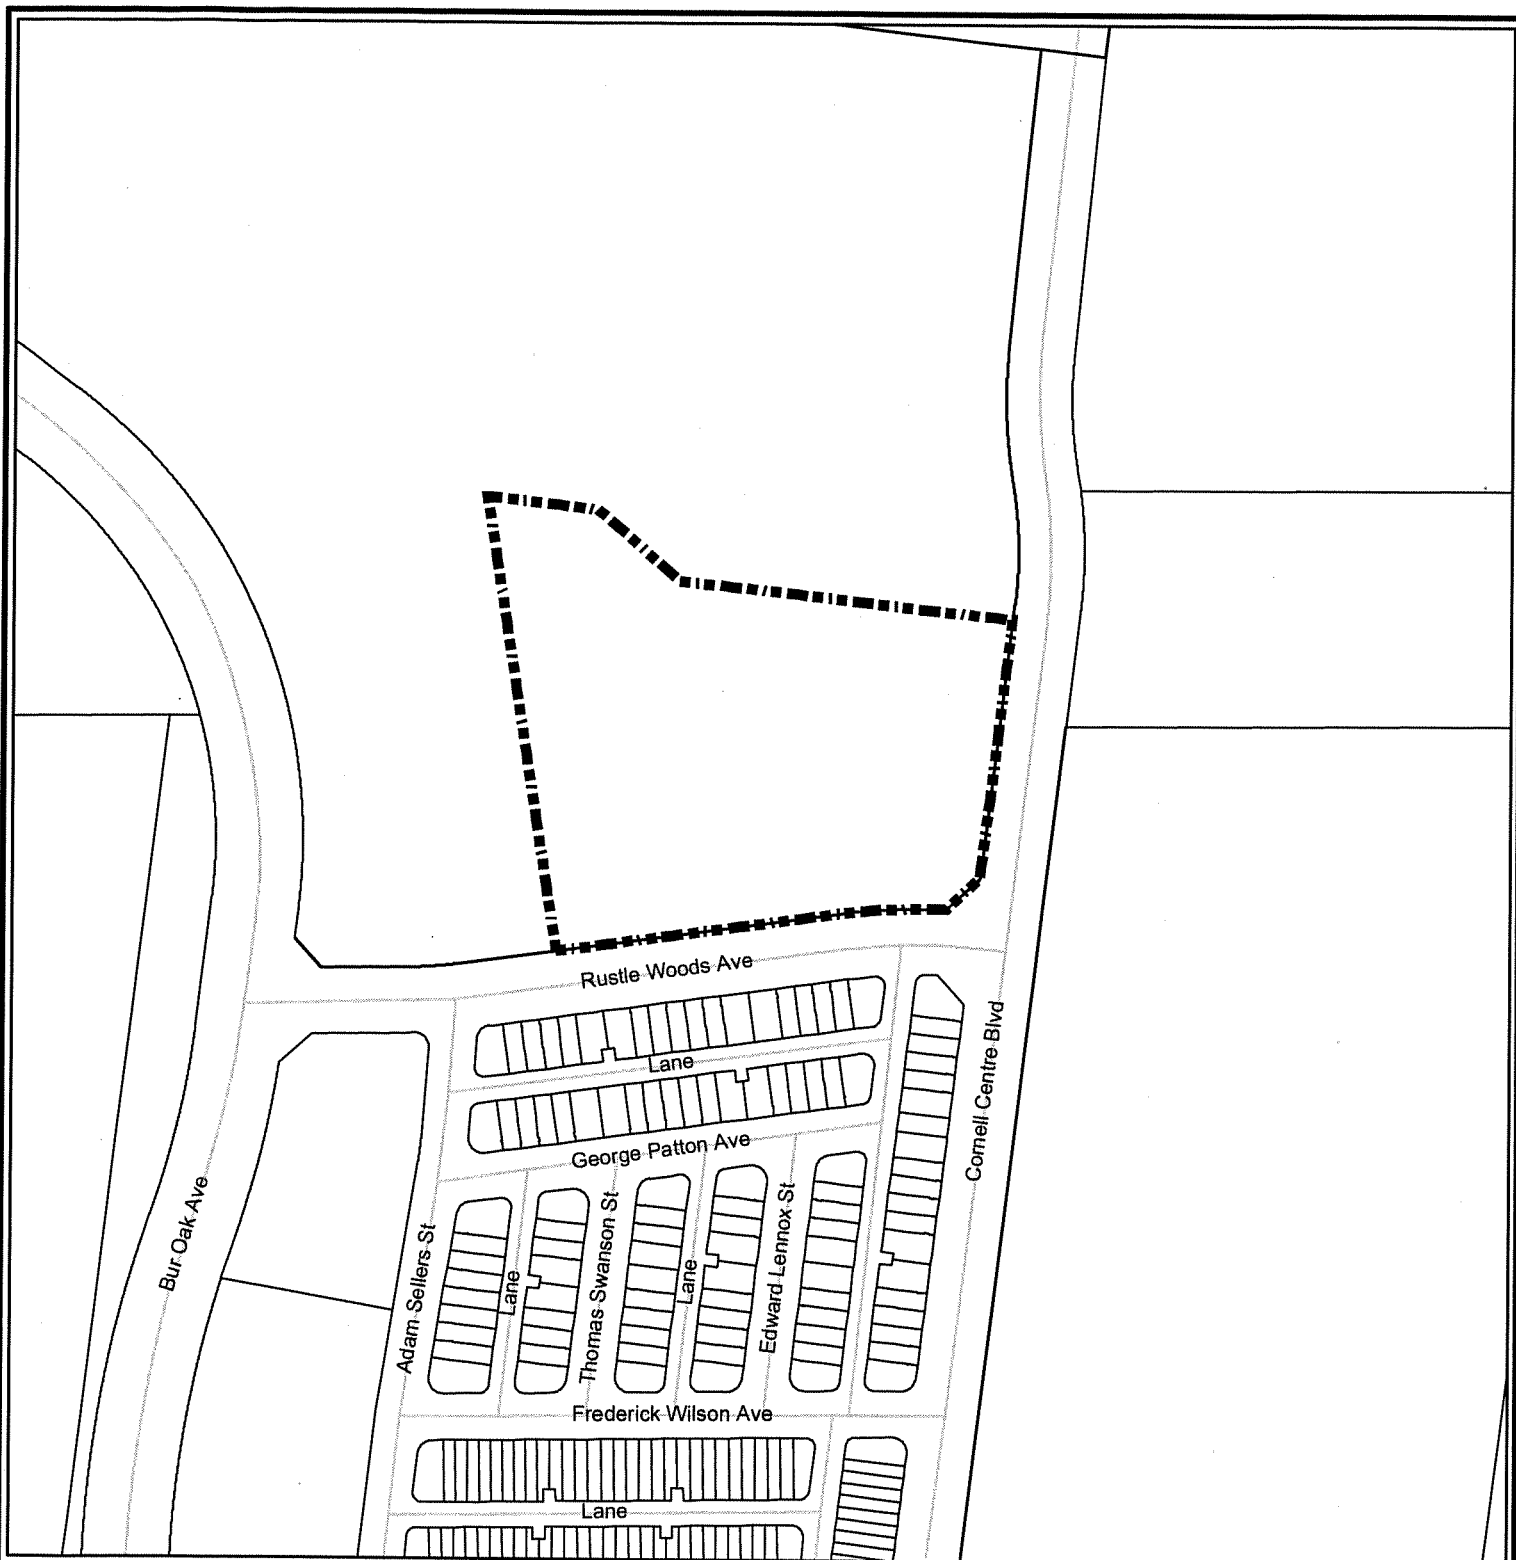 Rustle Woods Ave
Lane
Cornell Centre Blvd
George Patton Ave
Bur Oak Ave
Adam Sellers St
Lane
Thomas Swanson St
Lane
Edward Lennox St
Frederick Wilson Ave
Lane